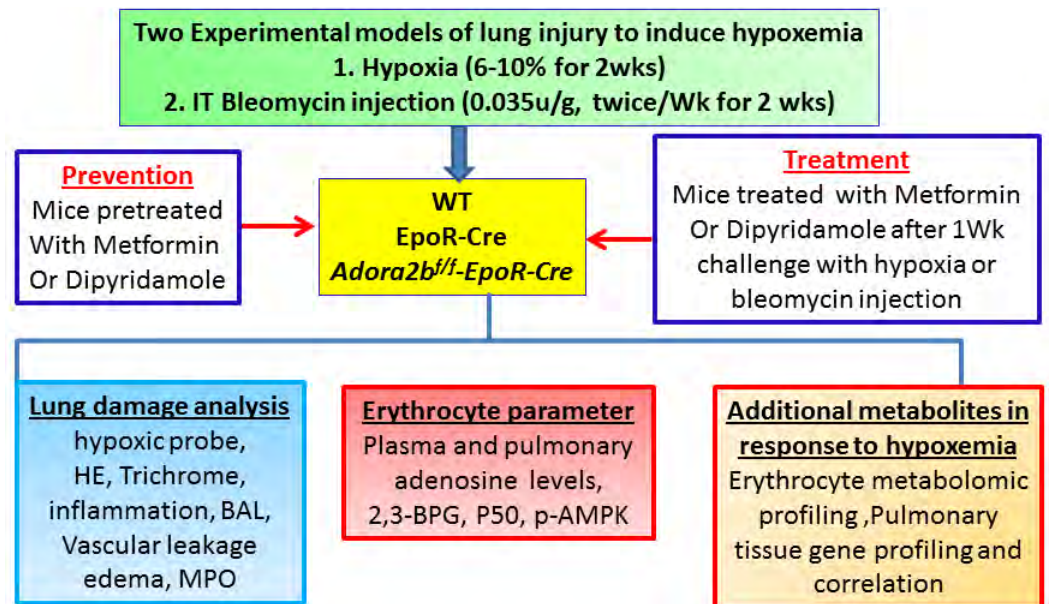 Two Experimental models of lung injury to induce hypoxemia
1. Hypoxia (6-10% for 2wks)
2. IT Bleomycin injection (0.035u/g, twice/Wk for 2 wks)
Prevention
Mice pretreated
With Metformin
Or Dipyridamole
WT
EpoR-Cre
Adora2b^f/f-EpoR-Cre
Treatment
Mice treated with Metformin
Or Dipyridamole after 1Wk
challenge with hypoxia or
bleomycin injection
Lung damage analysis
hypoxic probe,
HE, Trichrome,
inflammation, BAL,
Vascular leakage
edema, MPO
Erythrocyte parameter
Plasma and pulmonary
adenosine levels,
2,3-BPG, P50, p-AMPK
Additional metabolites in
response to hypoxemia
Erythrocyte metabolomic
profiling ,Pulmonary
tissue gene profiling and
correlation